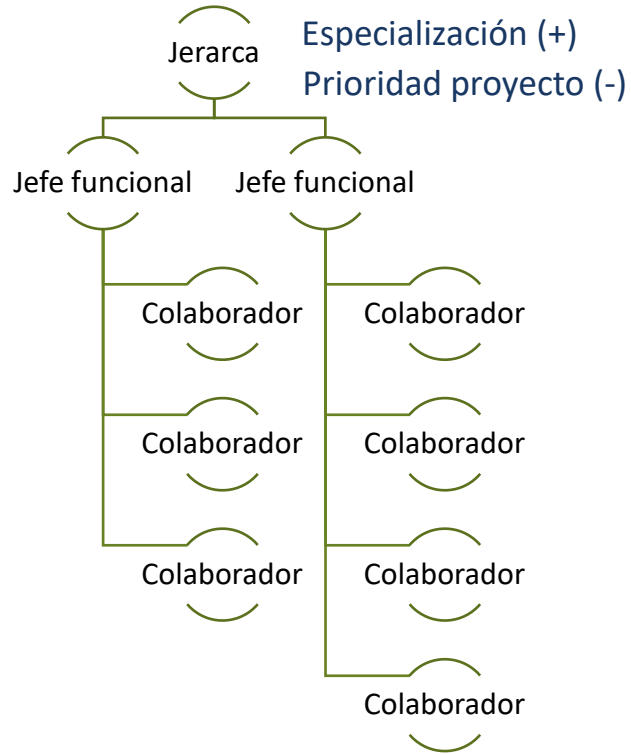 Jerarca
Especialización (+)
Prioridad proyecto (-)
Jefe funcional
Jefe funcional
Colaborador
Colaborador
Colaborador
Colaborador
Colaborador
Colaborador
Colaborador